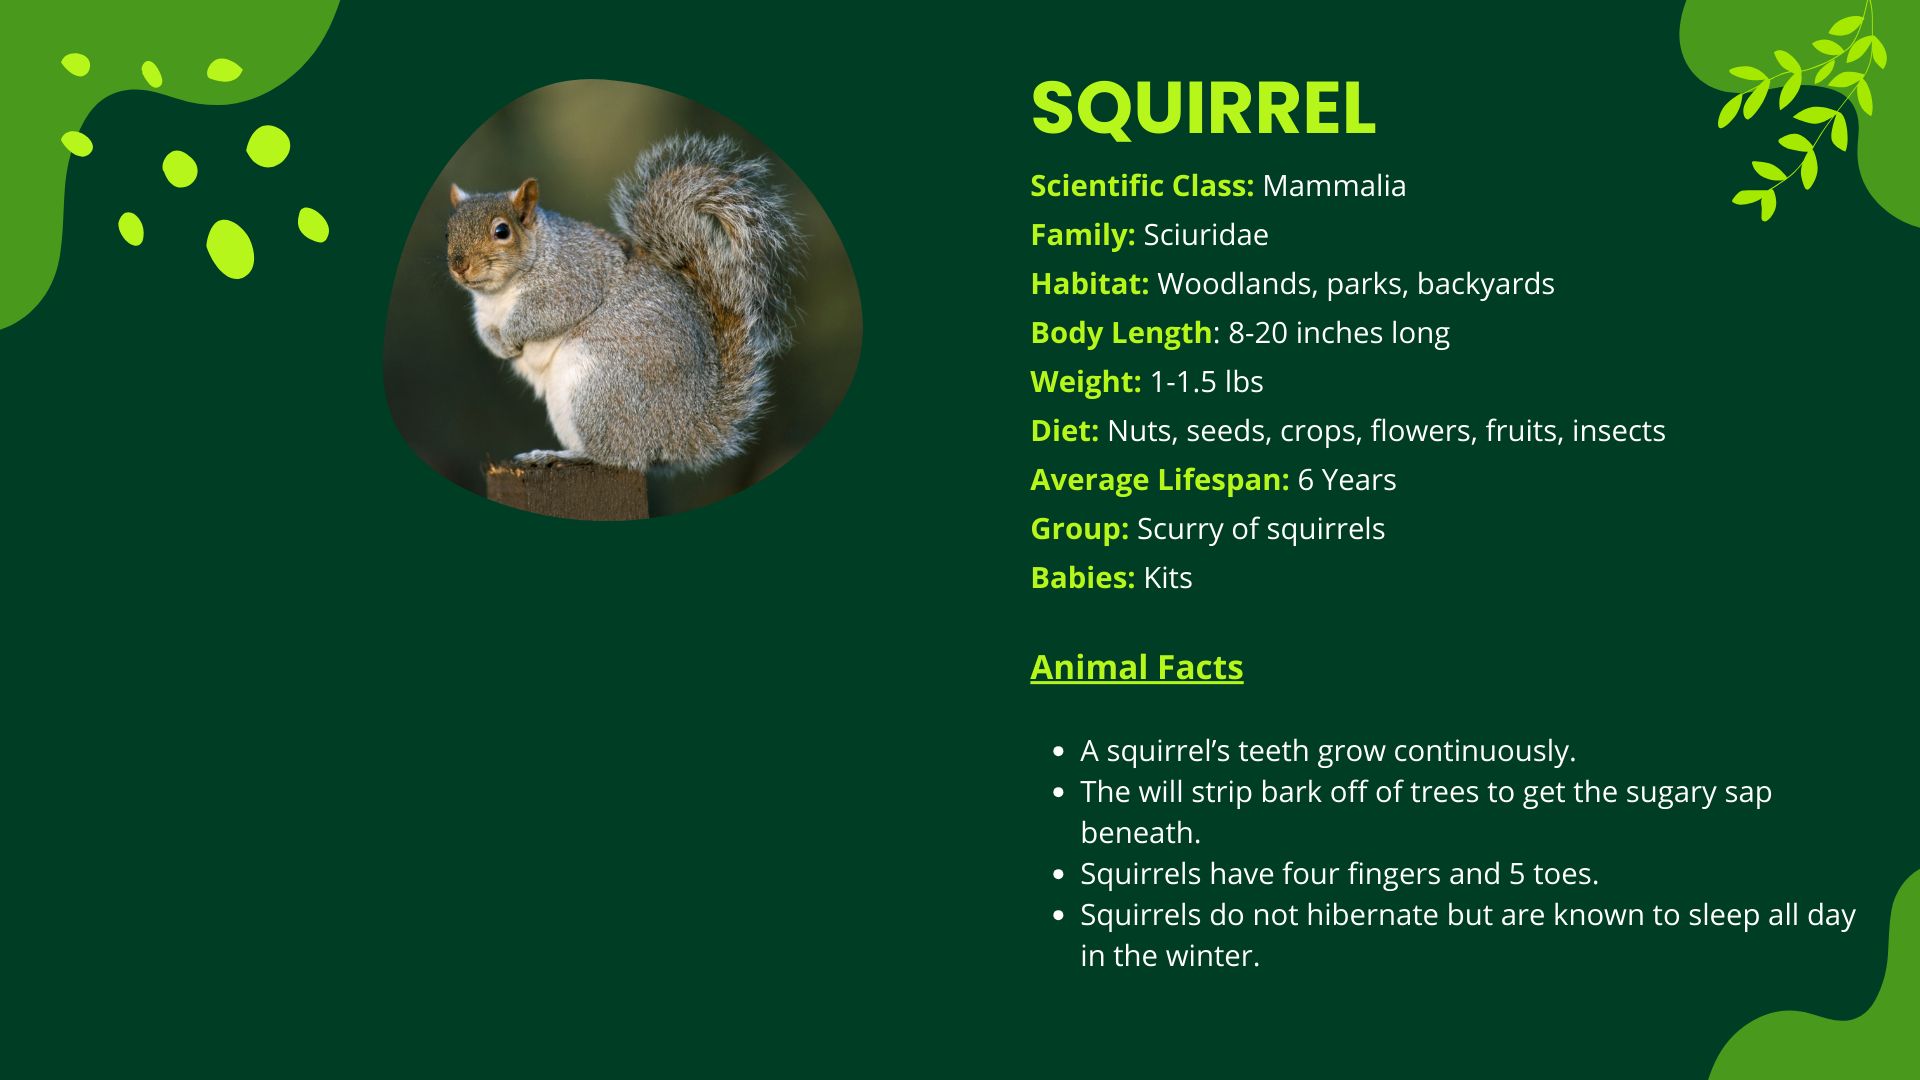 SQUIRREL
Scientific Class: Mammalia
Family: Sciuridae
Habitat: Woodlands, parks, backyards
Body Length: 8-20 inches long
Weight: 1-1.5 lbs
Diet: Nuts, seeds, crops, flowers, fruits, insects
Average Lifespan: 6 Years
Group: Scurry of squirrels
Babies: Kits
Animal Facts
• A squirrel’s teeth grow continuously.
• The will strip bark off of trees to get the sugary sap
beneath.
• Squirrels have four fingers and 5 toes.
• Squirrels do not hibernate but are known to sleep all day
in the winter.